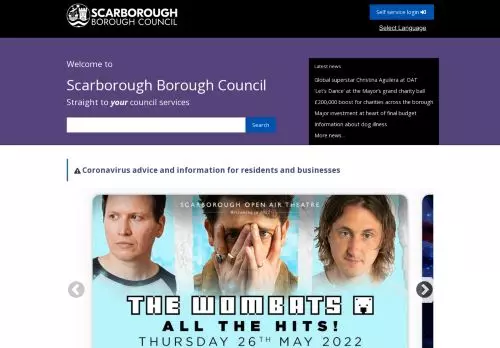 SCARBOROUGH
BOROUGH COUNCIL
Self service login
Select Language
Welcome to
Scarborough Borough Council
Straight to your council services
Search
Latest news
Global superstar Christina Aguilera at OAT
'Let's Dance' at the Mayor's grand charity ball
£200,000 boost for charities across the borough
Major investment at heart of final budget
Information about dog illness
More news...
Coronavirus advice and information for residents and businesses
SCARBOROUGH OPEN AIR THEATRE
THE WOMBATS
ALL THE HITS!
THURSDAY 26TH MAY 2022